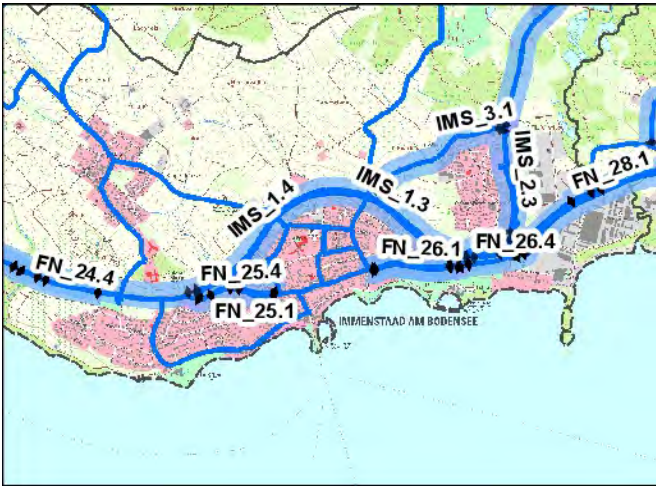 IMS_3.1
IMS_1.4
IMS_1.3
IMS_2.3
FN_28.1
FN_24.4
FN_25.4
FN_26.1
FN_26.4
FN_25.1
IMMENSTAAD AM BODENSEE